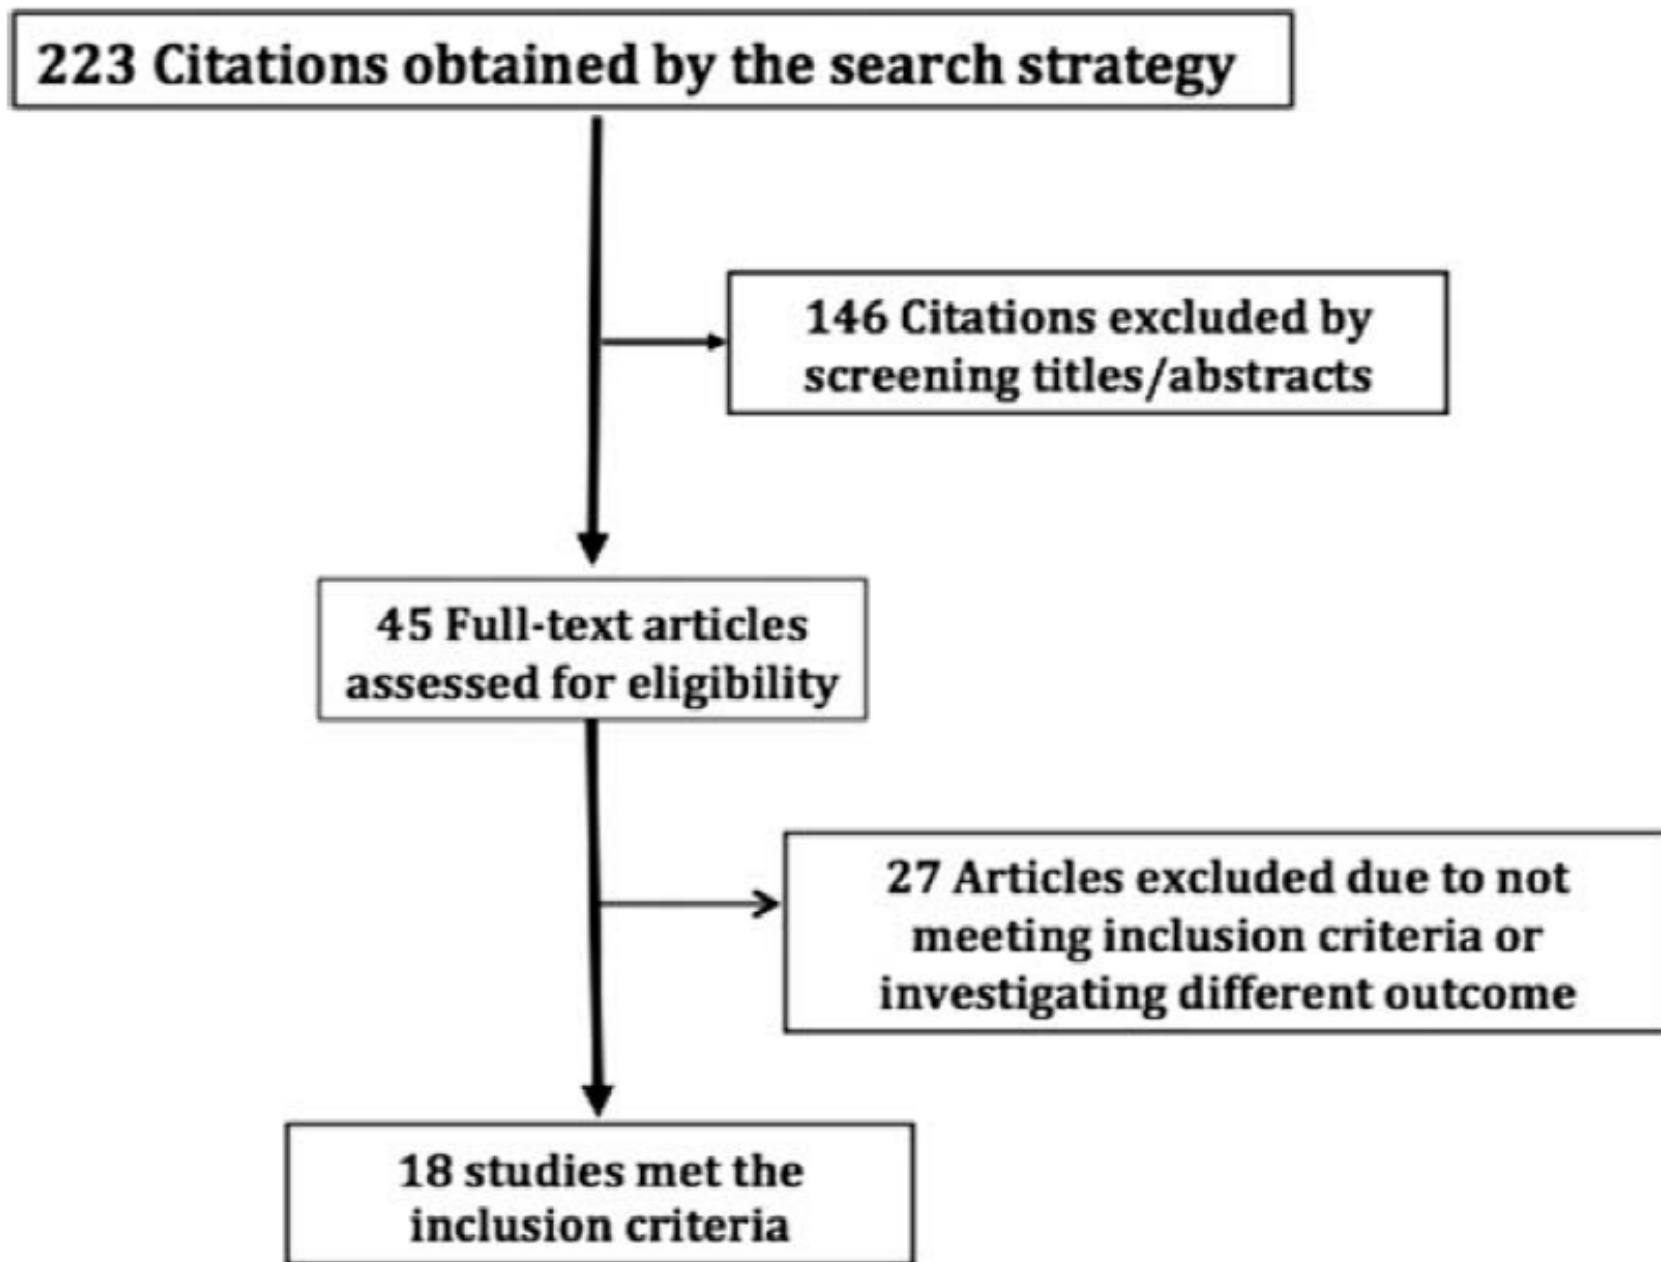 223 Citations obtained by the search strategy
146 Citations excluded by
screening titles/abstracts
45 Full-text articles
assessed for eligibility
27 Articles excluded due to not
meeting inclusion criteria or
investigating different outcome
18 studies met the
inclusion criteria